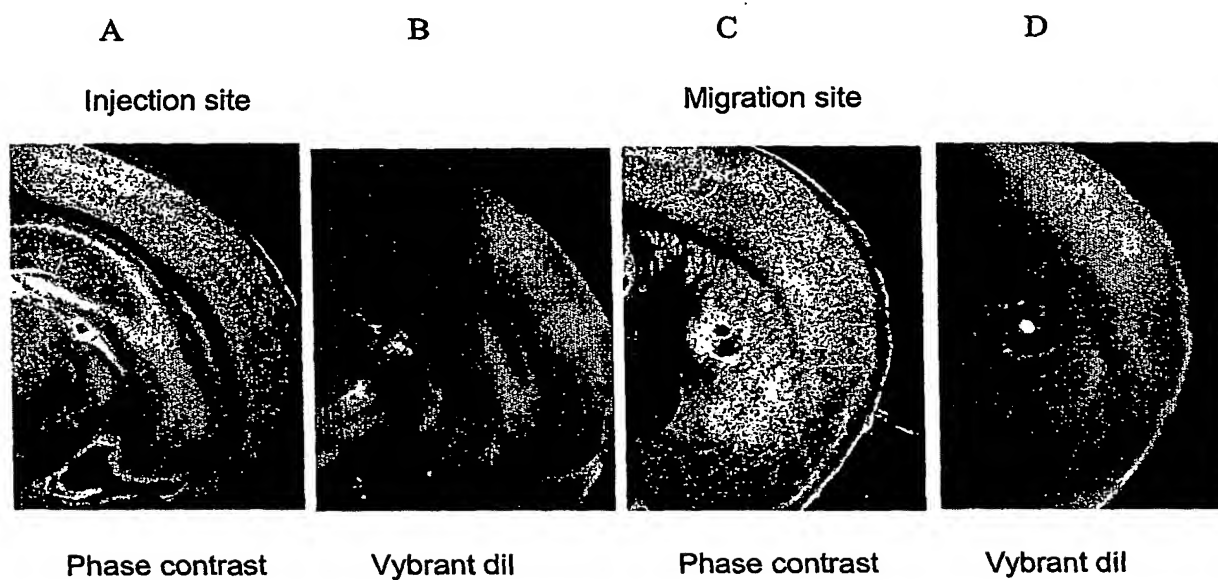 A B C D
Injection site Migration site
Phase contrast Vybrant dil Phase contrast Vybrant dil